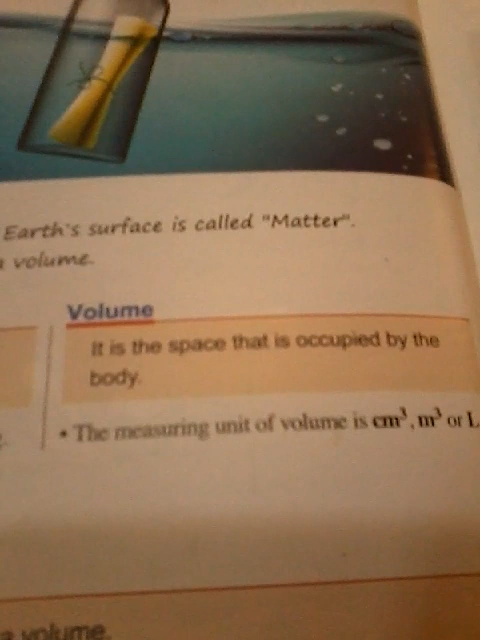 Earth's surface is called "Matter".
a volume.
Volume
It is the space that is occupied by the
body.
• The measuring unit of volume is cm³, m³ or L
a volume.